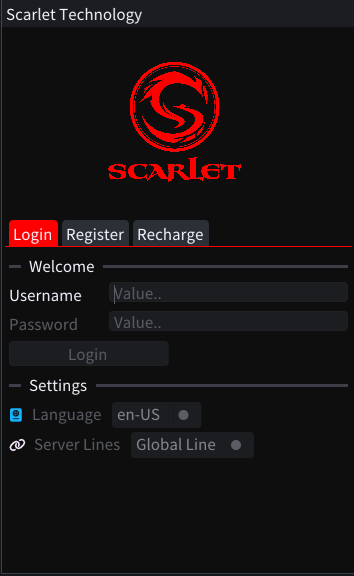 Scarlet Technology
SCARLET
Login Register Recharge
Welcome
Username Value..
Password Value..
Login
Settings
Language en-US
Server Lines Global Line